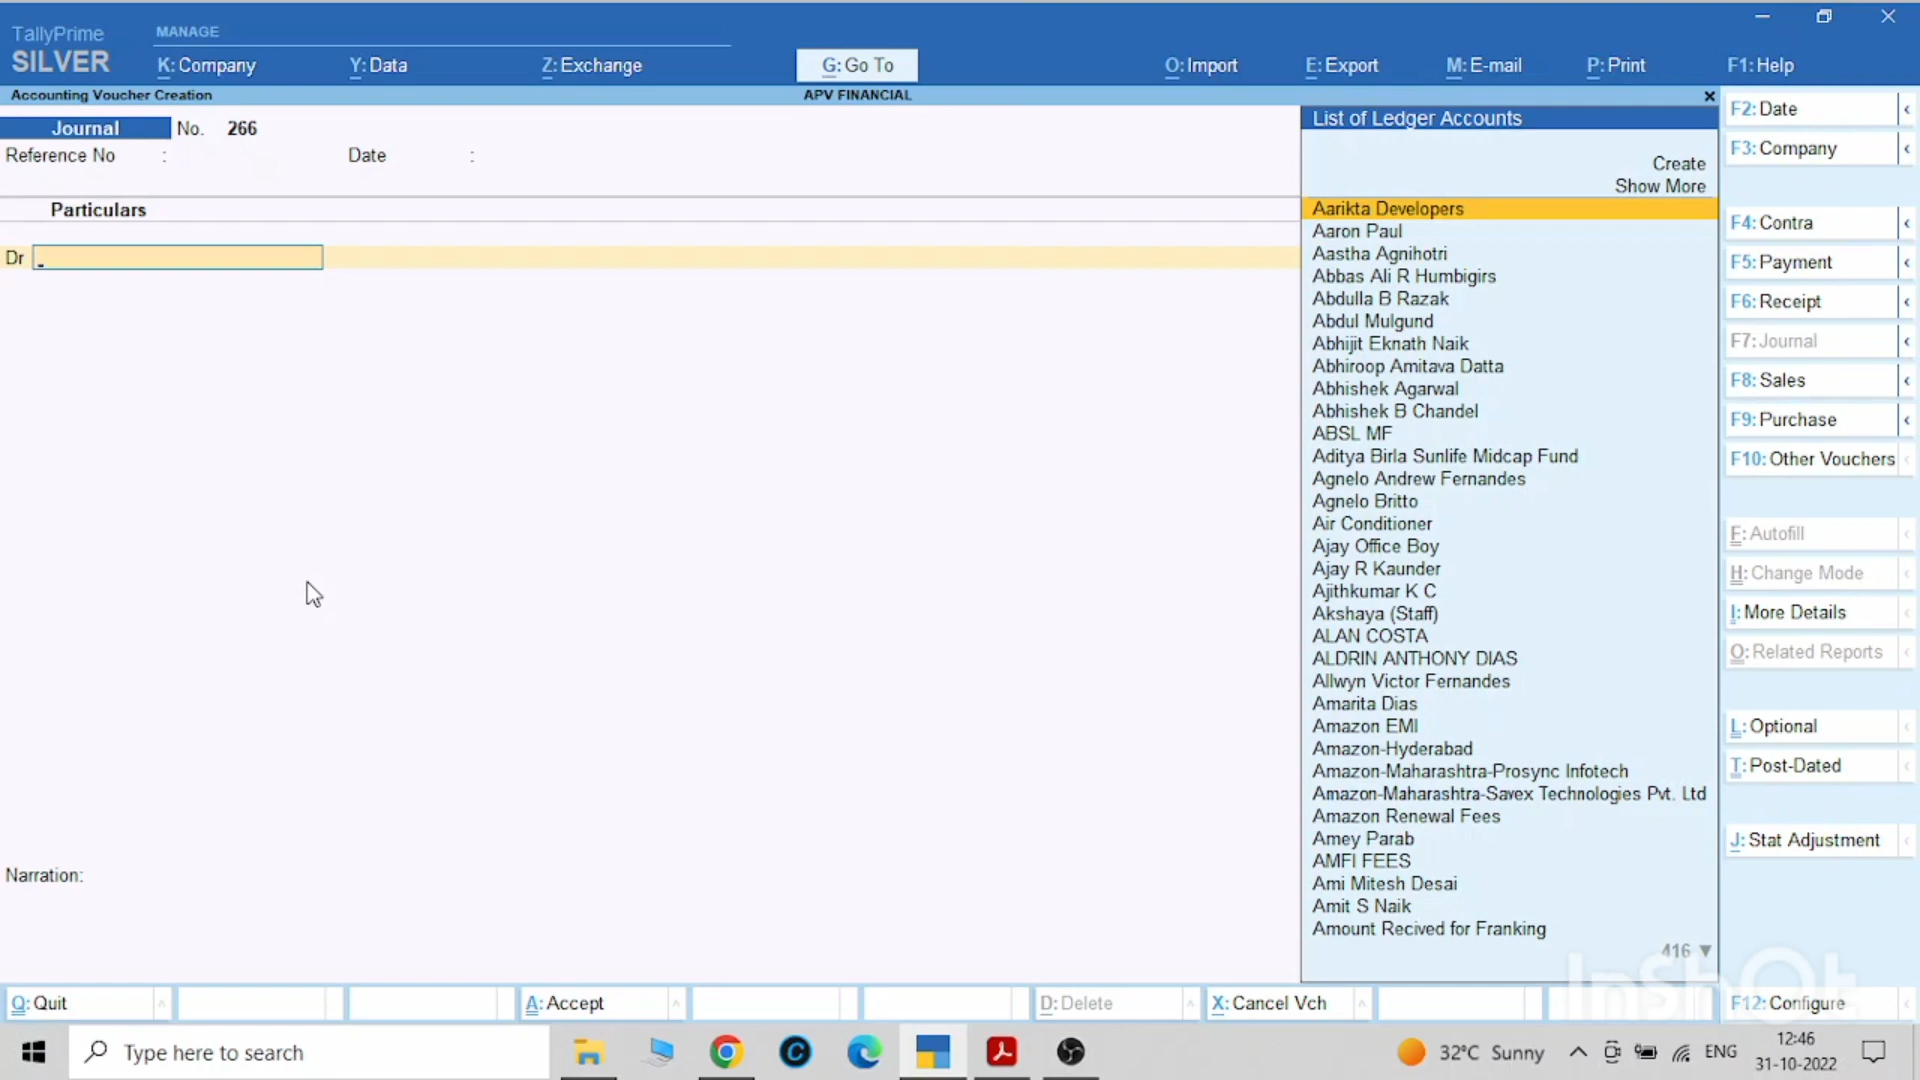 TallyPrime
SILVER
MANAGE
K: Company
Y: Data
Z: Exchange
G: Go To
O: Import
E: Export
M: E-mail
P: Print
F1: Help
Accounting Voucher Creation
APV FINANCIAL
Journal No. 266
Reference No :
Date :
Particulars
Dr
Narration:
List of Ledger Accounts
Create
Show More
Aarikta Developers
Aaron Paul
Aastha Agnihotri
Abbas Ali R Humbigirs
Abdulla B Razak
Abdul Mulgund
Abhijit Eknath Naik
Abhiroop Amitava Datta
Abhishek Agarwal
Abhishek B Chandel
ABSL MF
Aditya Birla Sunlife Midcap Fund
Agnelo Andrew Fernandes
Agnelo Britto
Air Conditioner
Ajay Office Boy
Ajay R Kaunder
Ajithkumar K C
Akshaya (Staff)
ALAN COSTA
ALDRIN ANTHONY DIAS
Allwyn Victor Fernandes
Amarita Dias
Amazon EMI
Amazon-Hyderabad
Amazon-Maharashtra-Prosync Infotech
Amazon-Maharashtra-Savex Technologies Pvt. Ltd
Amazon Renewal Fees
Amey Parab
AMFI FEES
Ami Mitesh Desai
Amit S Naik
Amount Recived for Franking
416 ▼
F2: Date
F3: Company
F4: Contra
F5: Payment
F6: Receipt
F7: Journal
F8: Sales
F9: Purchase
F10: Other Vouchers
F: Autofill
H: Change Mode
I: More Details
O: Related Reports
L: Optional
T: Post-Dated
J: Stat Adjustment
F12: Configure
InShOt
Q: Quit
A: Accept
D: Delete
X: Cancel Vch
Type here to search
32°C Sunny
ENG
12:46
31-10-2022